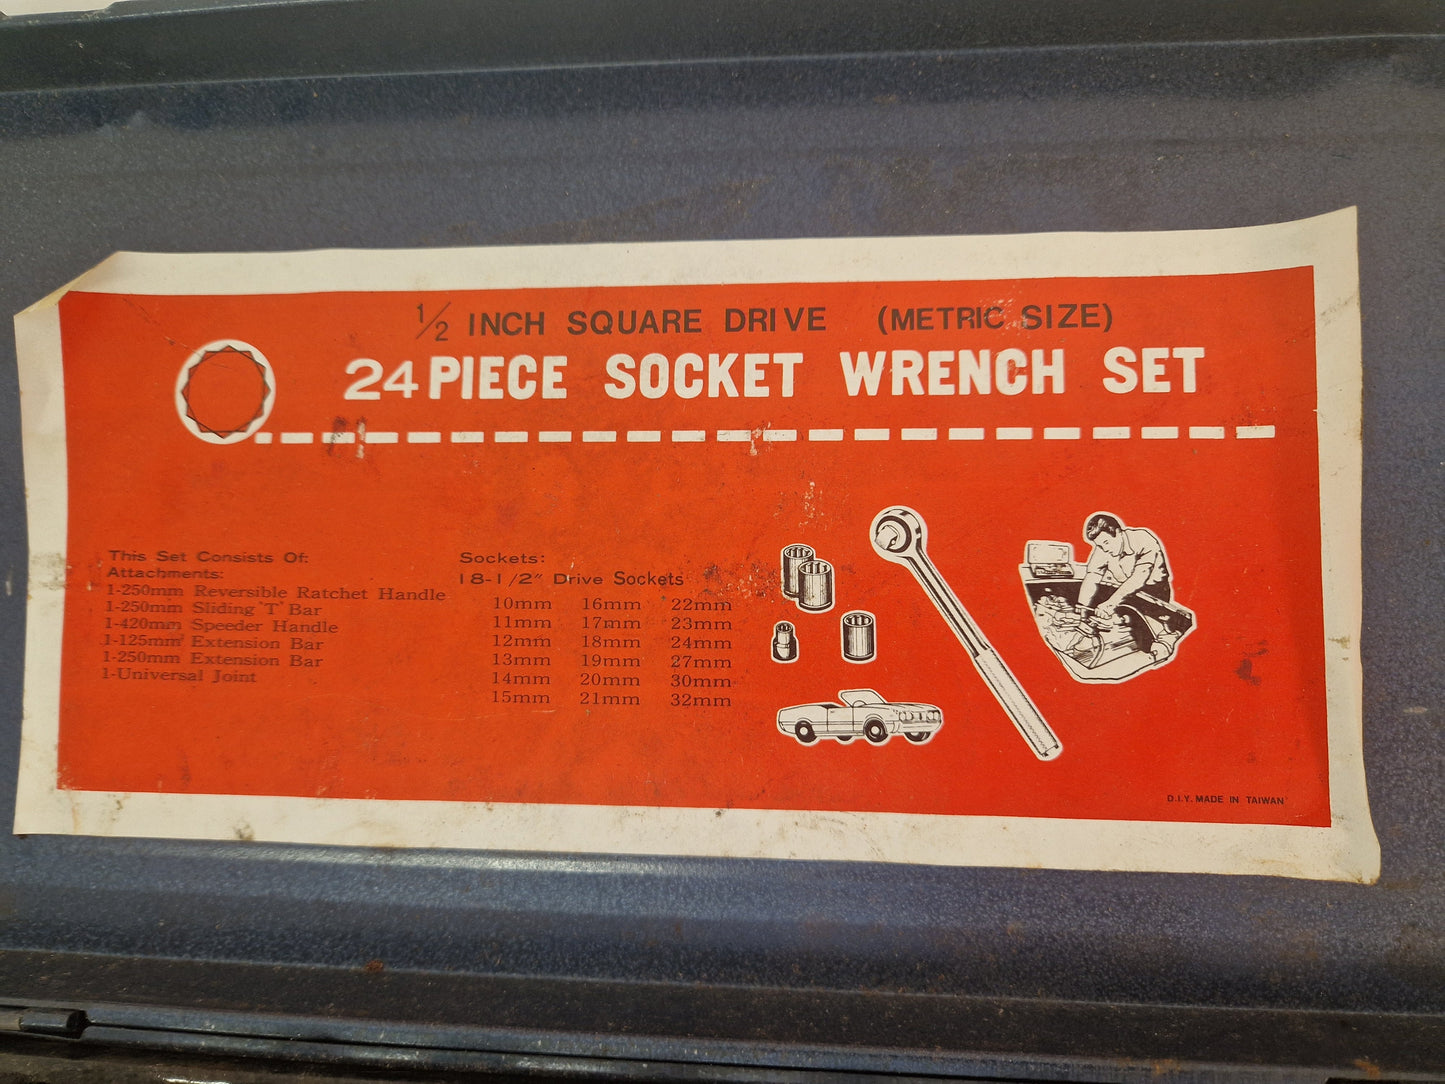 1/2 INCH SQUARE DRIVE (METRIC SIZE)
24 PIECE SOCKET WRENCH SET
This Set Consists Of:
Attachments:
1-250mm Reversible Ratchet Handle
1-250mm Sliding 'T' Bar
1-420mm Speeder Handle
1-125mm Extension Bar
1-250mm Extension Bar
1-Universal Joint
Sockets:
18-1/2" Drive Sockets
10mm 16mm 22mm
11mm 17mm 23mm
12mm 18mm 24mm
13mm 19mm 27mm
14mm 20mm 30mm
15mm 21mm 32mm
D.I.Y. MADE IN TAIWAN